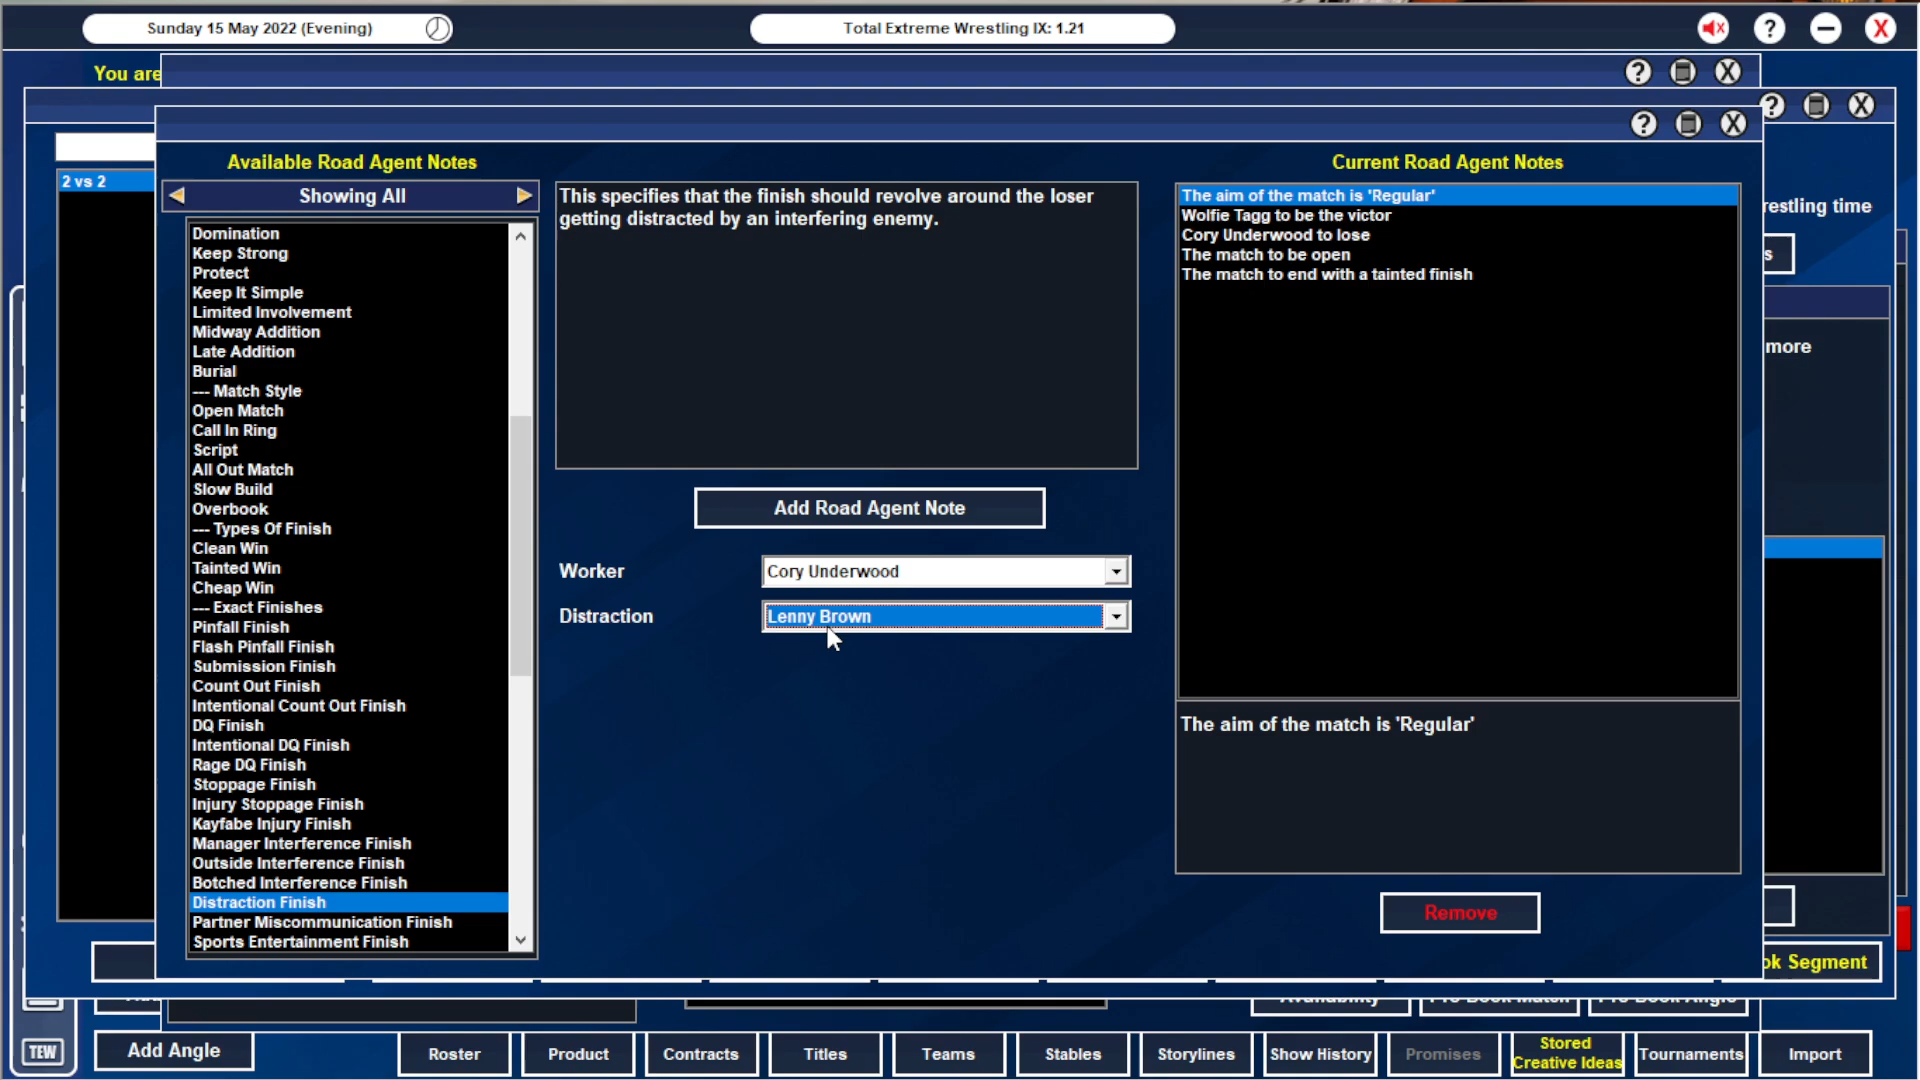 Sunday 15 May 2022 (Evening)
Total Extreme Wrestling IX: 1.21
? X
You are
? X
? X
? X
Available Road Agent Notes
Current Road Agent Notes
2 vs 2
Showing All
This specifies that the finish should revolve around the loser
getting distracted by an interfering enemy.
The aim of the match is 'Regular'
Wolfie Tagg to be the victor
Cory Underwood to lose
The match to be open
The match to end with a tainted finish
restling time
s
more
Domination
Keep Strong
Protect
Keep It Simple
Limited Involvement
Midway Addition
Late Addition
Burial
--- Match Style
Open Match
Call In Ring
Script
All Out Match
Slow Build
Overbook
--- Types Of Finish
Clean Win
Tainted Win
Cheap Win
--- Exact Finishes
Pinfall Finish
Flash Pinfall Finish
Submission Finish
Count Out Finish
Intentional Count Out Finish
DQ Finish
Intentional DQ Finish
Rage DQ Finish
Stoppage Finish
Injury Stoppage Finish
Kayfabe Injury Finish
Manager Interference Finish
Outside Interference Finish
Botched Interference Finish
Distraction Finish
Partner Miscommunication Finish
Sports Entertainment Finish
Add Road Agent Note
Worker
Cory Underwood
Distraction
Lenny Brown
The aim of the match is 'Regular'
Remove
ok Segment
Availability
Pre Book Match
Pre Book Angle
TEW
Add Angle
Roster
Product
Contracts
Titles
Teams
Stables
Storylines
Show History
Promises
Stored
Creative Ideas
Tournaments
Import